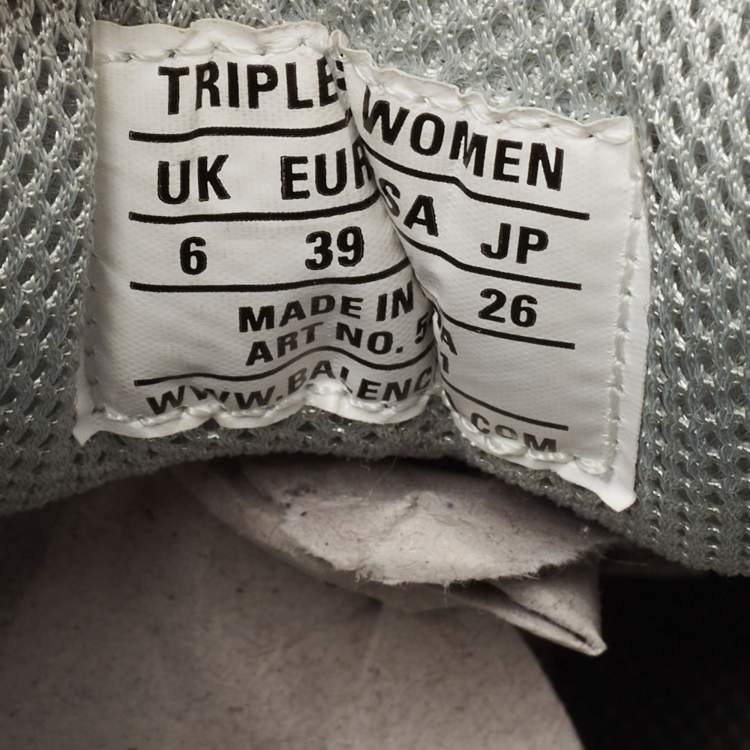 TRIPLE WOMEN
UK EUR SA JP
6 39 26
MADE IN
ART NO. 5
WWW.BALENC .COM